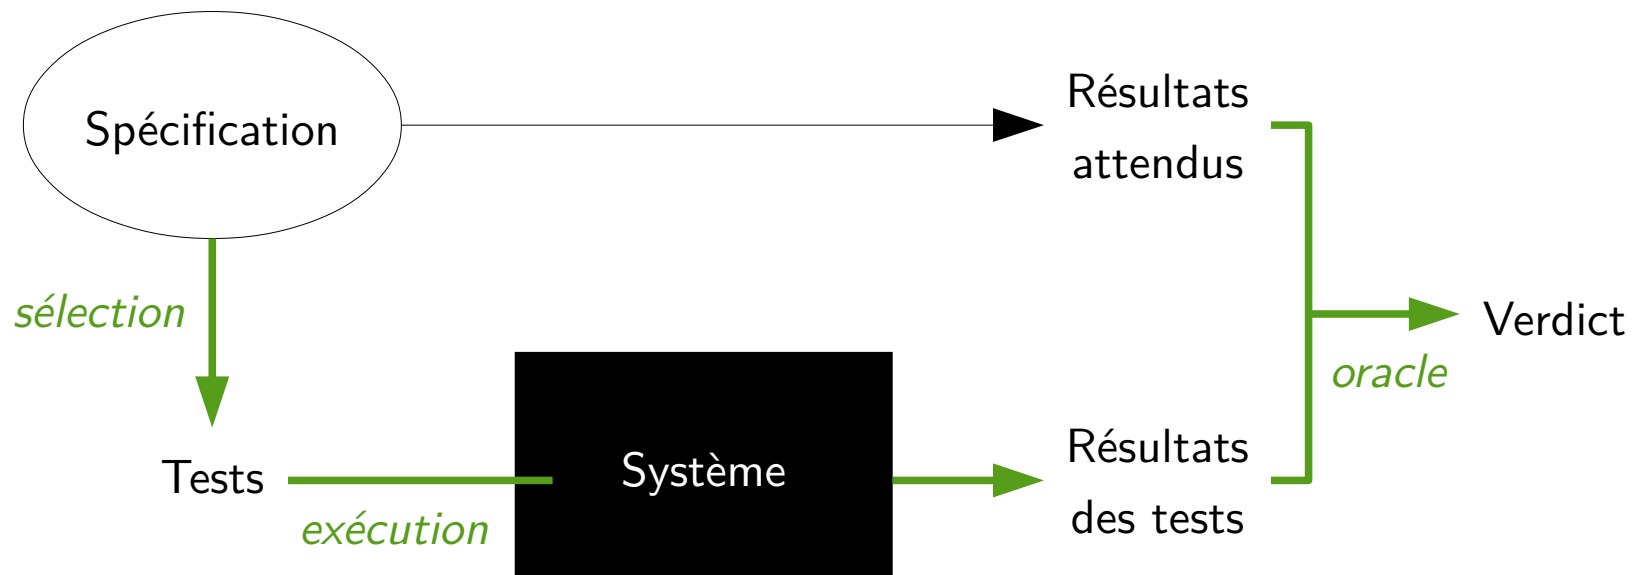 Spécification
Résultats
attendus
sélection
Verdict
oracle
Tests
exécution
Système
Résultats
des tests